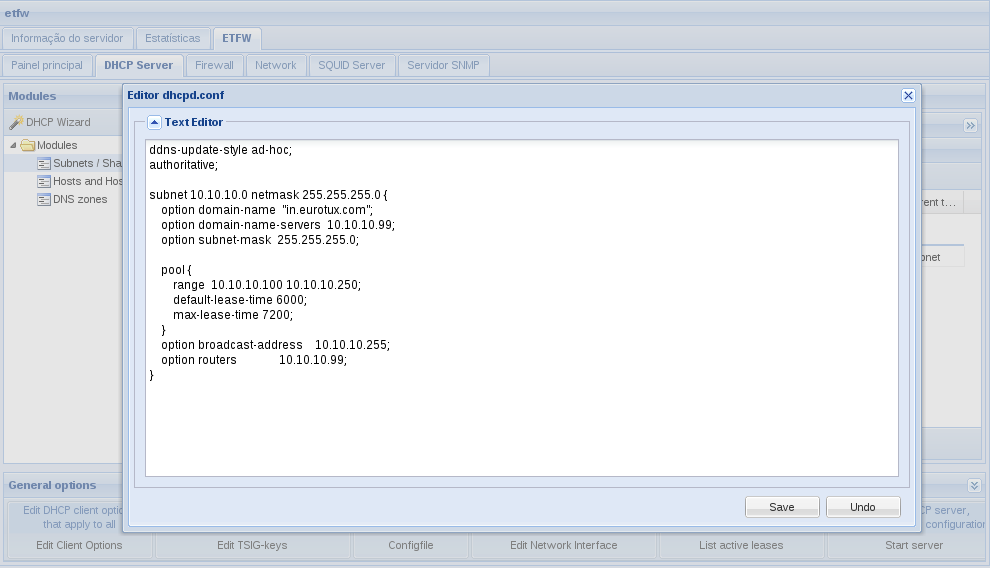 etfw
Informação do servidor
Estatísticas
ETFW
Painel principal
DHCP Server
Firewall
Network
SQUID Server
Servidor SNMP
Modules
DHCP Wizard
Modules
Subnets / Sha
Hosts and Hos
DNS zones
Editor dhcpd.conf
Text Editor
ddns-update-style ad-hoc;
authoritative;
subnet 10.10.10.0 netmask 255.255.255.0 {
option domain-name "in.eurotux.com";
option domain-name-servers 10.10.10.99;
option subnet-mask 255.255.255.0;
pool {
range 10.10.10.100 10.10.10.250;
default-lease-time 6000;
max-lease-time 7200;
}
option broadcast-address 10.10.10.255;
option routers 10.10.10.99;
}
Save
Undo
rent t...
bnet
General options
Edit DHCP client optio
that apply to all
CP server,
configuration
Edit Client Options
Edit TSIG-keys
Configfile
Edit Network Interface
List active leases
Start server